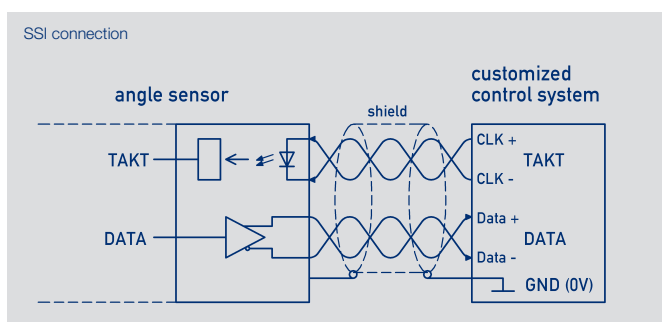 SSI connection
angle sensor
customized
control system
shield
TAKT
CLK +
TAKT
CLK -
DATA
Data +
DATA
Data -
GND (0V)